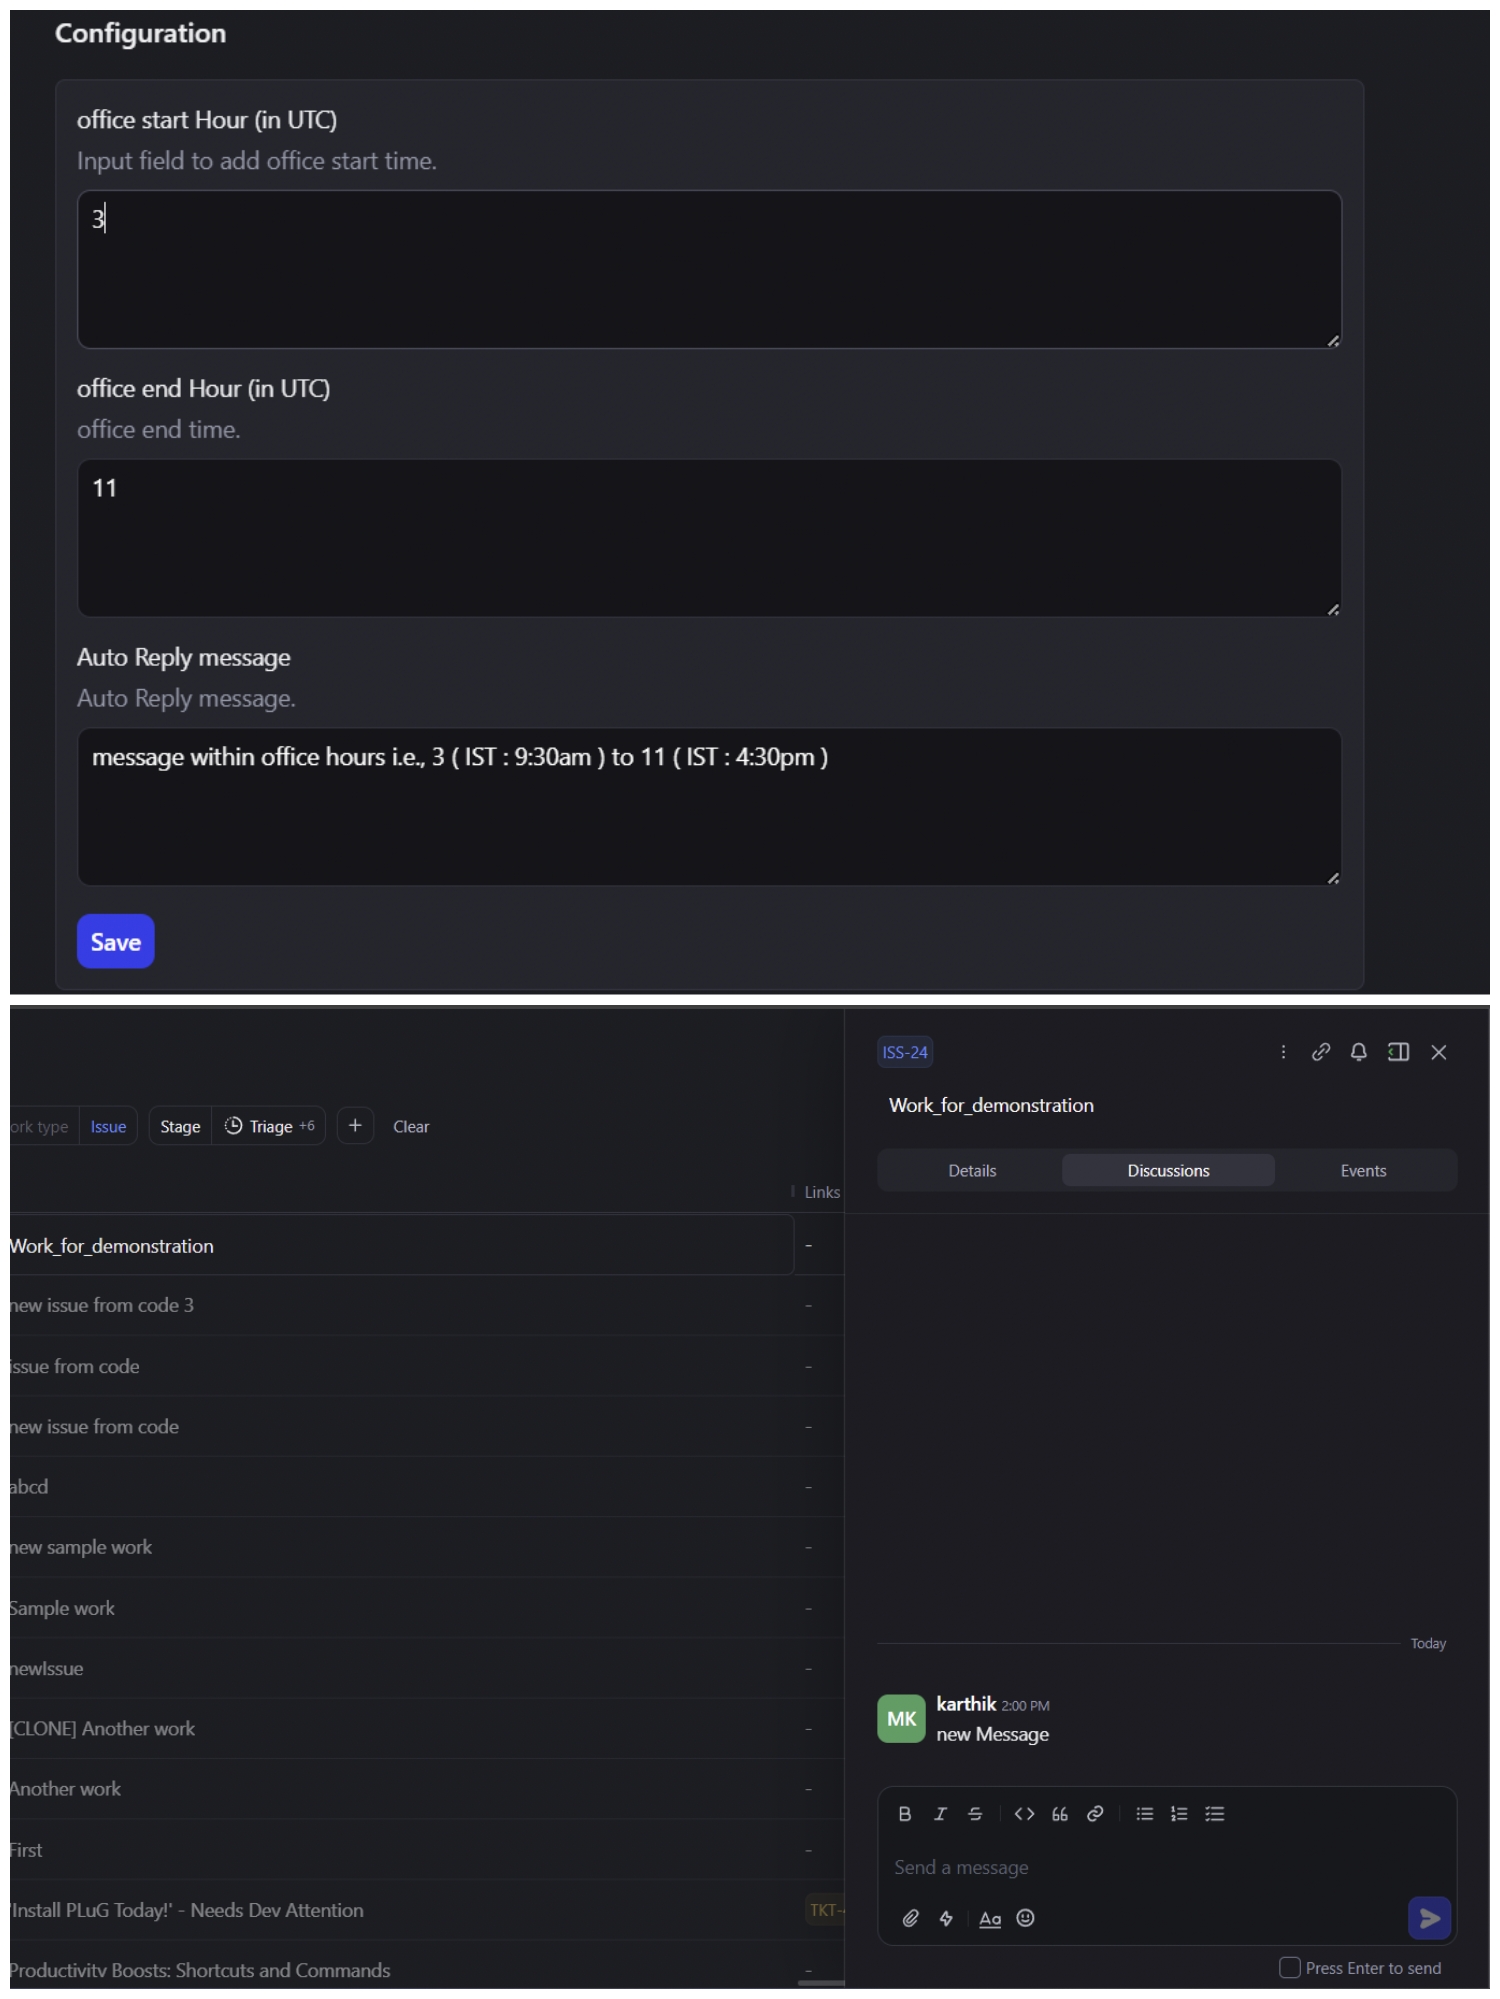 Configuration
office start Hour (in UTC)
Input field to add office start time.
3
office end Hour (in UTC)
office end time.
11
Auto Reply message
Auto Reply message.
message within office hours i.e., 3 ( IST : 9:30am ) to 11 ( IST : 4:30pm )
Save
ork type Issue Stage Triage +6 + Clear
Links
Work_for_demonstration -
new issue from code 3 -
issue from code -
new issue from code -
abcd -
new sample work -
Sample work -
newIssue -
[CLONE] Another work -
Another work -
First -
'Install PLuG Today!' - Needs Dev Attention TKT-
Productivity Boosts: Shortcuts and Commands -
ISS-24
Work_for_demonstration
Details Discussions Events
Today
MK karthik 2:00 PM
new Message
Send a message
Aa
Press Enter to send